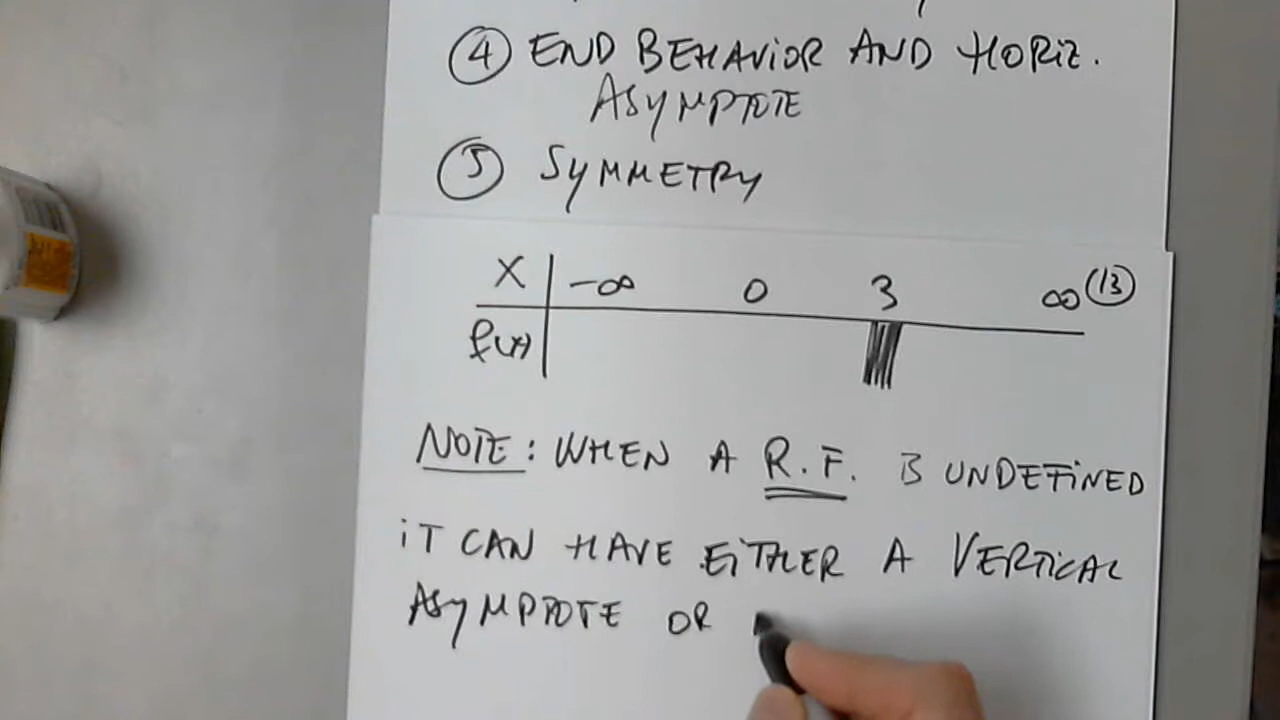 ④ END BEHAVIOR AND HORIZ.
ASYMPTOTE
⑤ SYMMETRY
X -∞ 0 3 ∞ ⑬
f(x)
NOTE: WHEN A R.F. IS UNDEFINED
IT CAN HAVE EITHER A VERTICAL
ASYMPTOTE OR